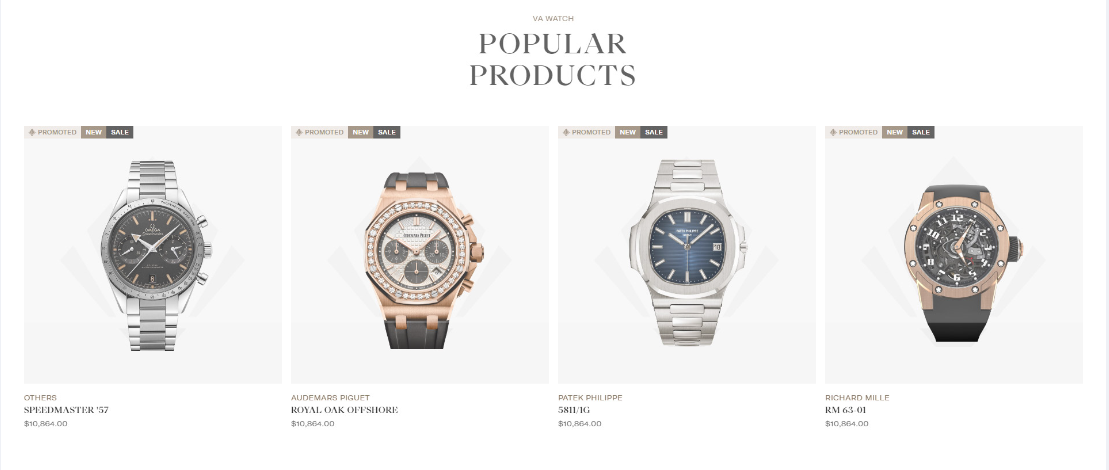 VA WATCH
POPULAR
PRODUCTS
PROMOTED NEW SALE
PROMOTED NEW SALE
PROMOTED NEW SALE
PROMOTED NEW SALE
OTHERS
SPEEDMASTER '57
$10,864.00
AUDEMARS PIGUET
ROYAL OAK OFFSHORE
$10,864.00
PATEK PHILIPPE
5811/1G
$10,864.00
RICHARD MILLE
RM 63-01
$10,864.00